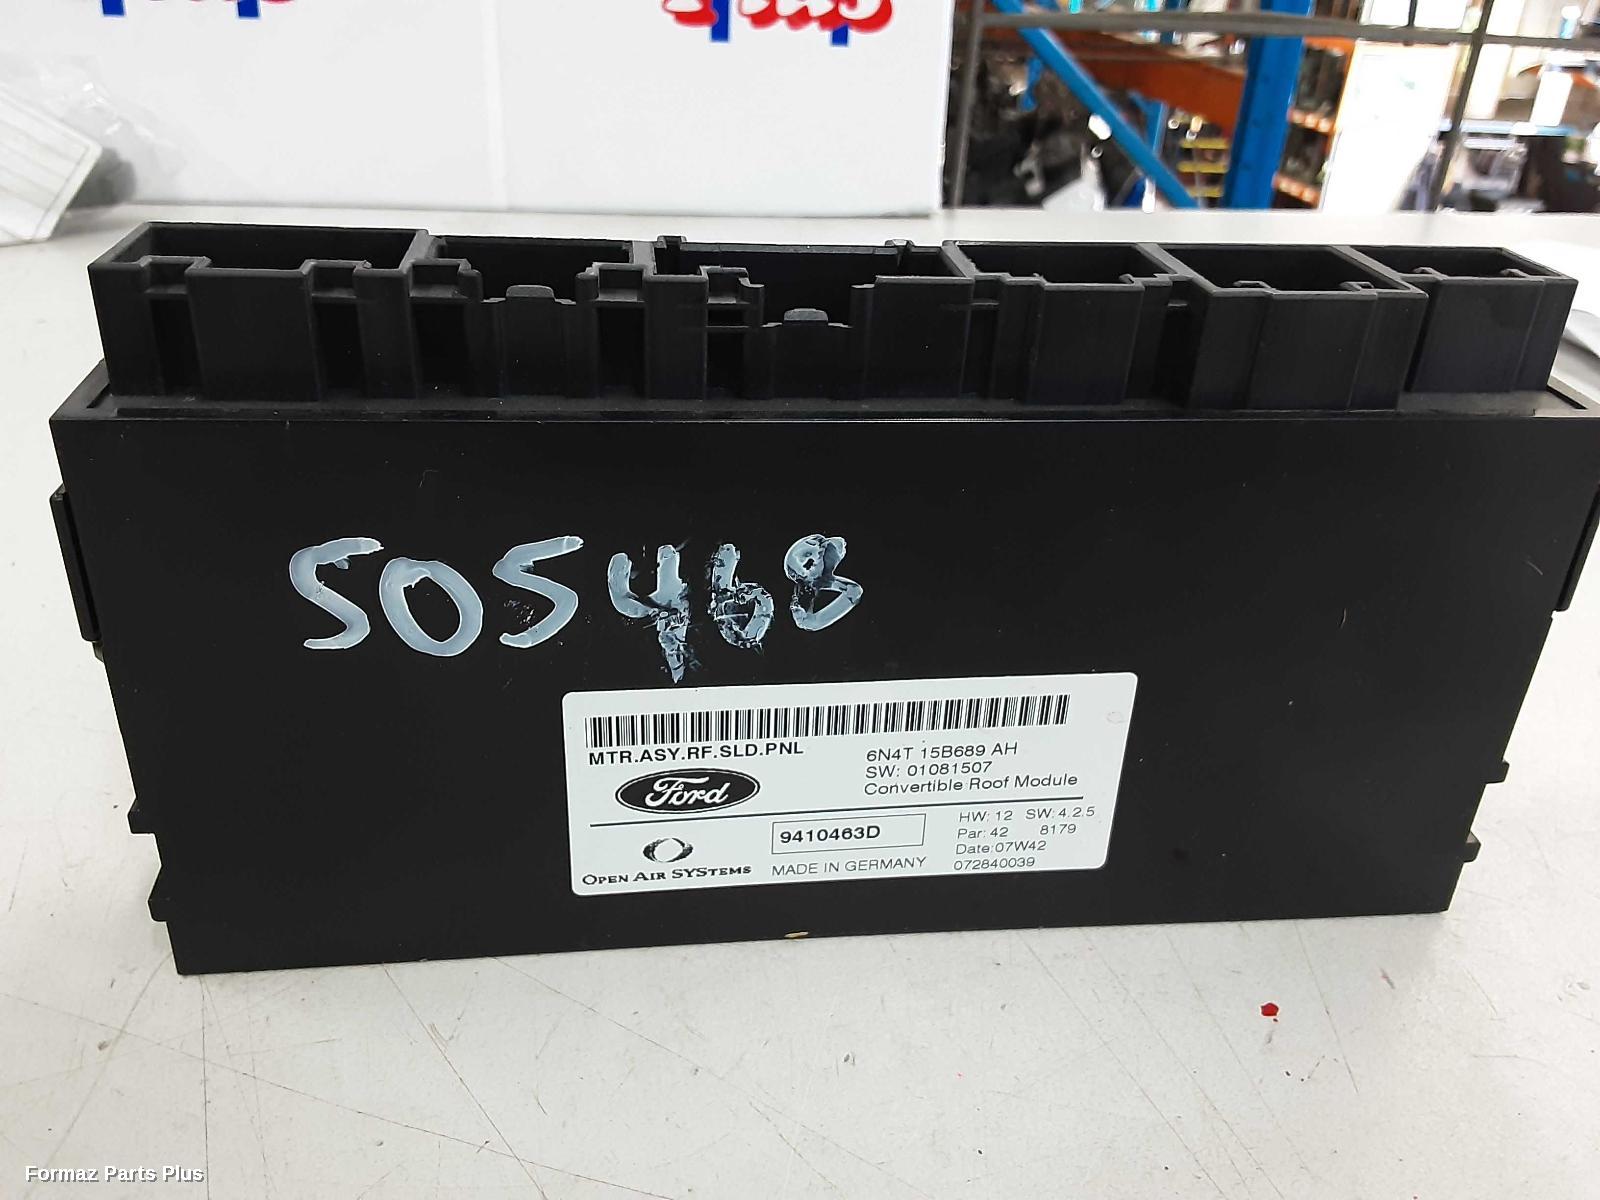 505468
MTR.ASY.RF.SLD.PNL
6N4T 15B689 AH
SW: 01081507
Convertible Roof Module
Ford
9410463D
HW: 12 SW: 4.2.5
Par: 42 8179
Date:07W42
072840039
OPEN AIR SYSTEMS
MADE IN GERMANY
Formaz Parts Plus